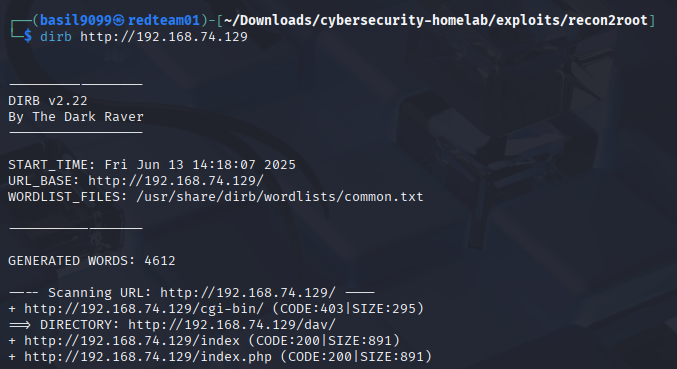 ┌──(basil9099㉿redteam01)-[~/Downloads/cybersecurity-homelab/exploits/recon2root]
└─$ dirb http://192.168.74.129
-----------------
DIRB v2.22
By The Dark Raver
-----------------
START_TIME: Fri Jun 13 14:18:07 2025
URL_BASE: http://192.168.74.129/
WORDLIST_FILES: /usr/share/dirb/wordlists/common.txt
-----------------
GENERATED WORDS: 4612
---- Scanning URL: http://192.168.74.129/ ----
+ http://192.168.74.129/cgi-bin/ (CODE:403|SIZE:295)
==> DIRECTORY: http://192.168.74.129/dav/
+ http://192.168.74.129/index (CODE:200|SIZE:891)
+ http://192.168.74.129/index.php (CODE:200|SIZE:891)